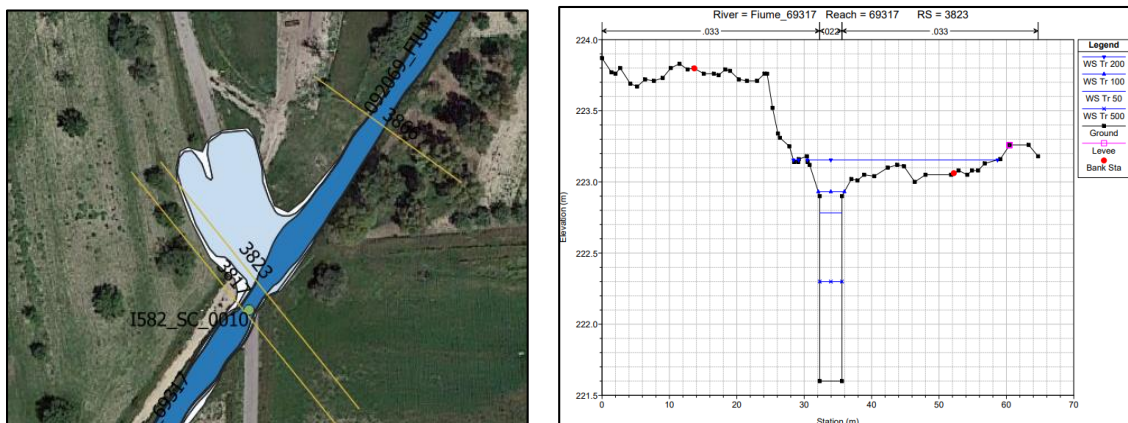 092069_FIUME
3823
I582_SC_0010
_69317
River = Fiume_69317 Reach = 69317 RS = 3823
.033 .022 .033
Legend
WS Tr 200
WS Tr 100
WS Tr 50
WS Tr 500
Ground
Levee
Bank Sta
Elevation (m)
224.0
223.5
223.0
222.5
222.0
221.5
0 10 20 30 40 50 60 70
Station (m)